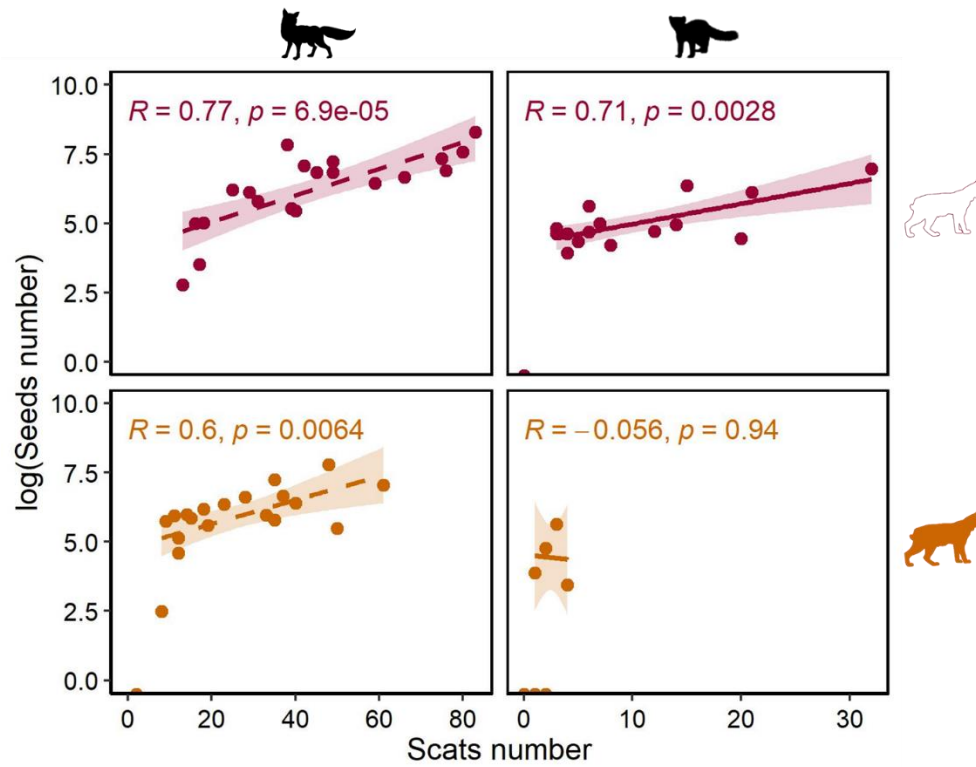 10.0
7.5
5.0
2.5
0.0
R = 0.77, p = 6.9e-05
R = 0.71, p = 0.0028
log(Seeds number)
10.0
7.5
5.0
2.5
0.0
R = 0.6, p = 0.0064
R = −0.056, p = 0.94
0 20 40 60 80
0 10 20 30
Scats number